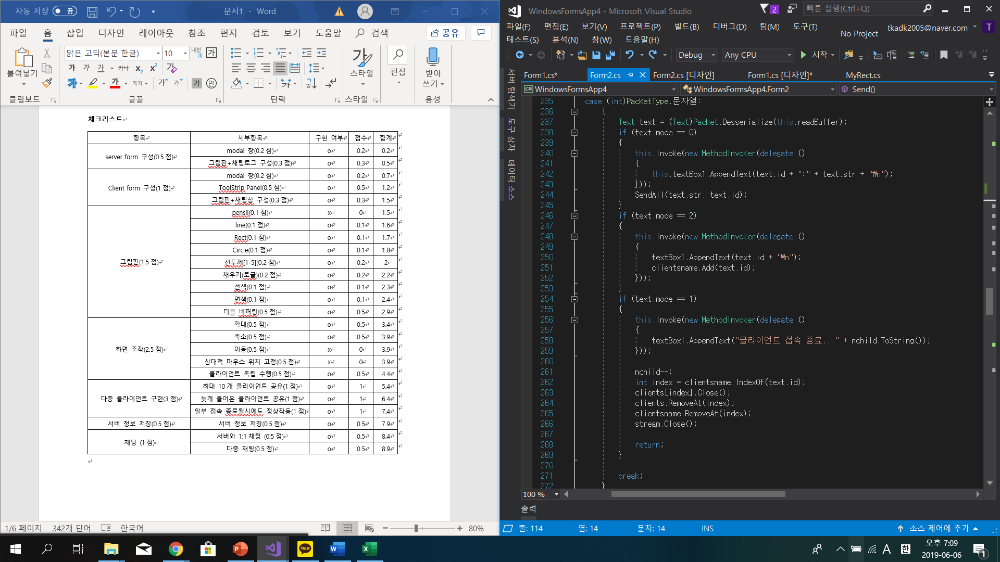 자동 저장 끔 문서1 - Word
파일 홈 삽입 디자인 레이아웃 참조 편지 검토 보기 도움말 검색 공유
붙여넣기
맑은 고딕(본문 한글) 10
스타일
편집
받아쓰기
클립보드 글꼴 단락 스타일 음성
체크리스트
항목 세부항목 구현 여부 점수 합계
server form 구성(0.5 점) modal 창(0.2 점) o 0.2 0.2
그림판+채팅로그 구성(0.3 점) o 0.3 0.5
Client form 구성(1 점) modal 창(0.2 점) o 0.2 0.7
ToolStrip Panel(0.5 점) o 0.5 1.2
그림판+채팅창 구성(0.3 점) o 0.3 1.5
그림판(1.5 점) pensil(0.1 점) x 0 1.5
line(0.1 점) o 0.1 1.6
Rect(0.1 점) o 0.1 1.7
Circle(0.1 점) o 0.1 1.8
선두께[1-5](0.2 점) o 0.2 2
채우기(토글)(0.2 점) o 0.2 2.2
선색(0.1 점) o 0.1 2.3
면색(0.1 점) o 0.1 2.4
더블 버퍼링(0.5 점) o 0.5 2.9
화면 조작(2.5 점) 확대(0.5 점) o 0.5 3.4
축소(0.5 점) o 0.5 3.9
이동(0.5 점) x 0 3.9
상대적 마우스 위치 고정(0.5 점) x 0 3.9
클라이언트 독립 수행(0.5 점) o 0.5 4.4
다중 클라이언트 구현(3 점) 최대 10 개 클라이언트 공유(1 점) o 1 5.4
늦게 들어온 클라이언트 공유(1 점) o 1 6.4
일부 접속 종료될시에도 정상작동(1 점) o 1 7.4
서버 정보 저장(0.5 점) 서버 정보 저장(0.5 점) o 0.5 7.9
채팅 (1 점) 서버와 1:1 채팅 (0.5 점) o 0.5 8.4
다중 채팅(0.5 점) o 0.5 8.9
1/6 페이지 342개 단어 한국어 80%
WindowsFormsApp4 - Microsoft Visual Studio 2 빠른 실행(Ctrl+Q)
파일(F) 편집(E) 보기(V) 프로젝트(P) 빌드(B) 디버그(D) 팀(M) 도구(T) No Project tkadk2005@naver.com T
테스트(S) 분석(N) 창(W) 도움말(H)
Debug Any CPU 시작
서버 탐색기
도구 상자
데이터 소스
Form1.cs* Form2.cs Form2.cs [디자인] Form1.cs [디자인]* MyRect.cs
WindowsFormsApp4 WindowsFormsApp4.Form2 Send()
235 case (int)PacketType.문자열:
236 {
237 Text text = (Text)Packet.Desserialize(this.readBuffer);
238 if (text.mode == 0)
239 {
240 this.Invoke(new MethodInvoker(delegate ()
241 {
242 this.textBox1.AppendText(text.id + ":" + text.str + "₩n");
243 }));
244 SendAll(text.str, text.id);
245 }
246 if (text.mode == 2)
247 {
248 this.Invoke(new MethodInvoker(delegate ()
249 {
250 textBox1.AppendText(text.id + "₩n");
251 clientsname.Add(text.id);
252 }));
253 }
254 if (text.mode == 1)
255 {
256 this.Invoke(new MethodInvoker(delegate ()
257 {
258 textBox1.AppendText("클라이언트 접속 종료..." + nchild.ToString());
259 }));
260
261 nchild--;
262 int index = clientsname.IndexOf(text.id);
263 clients[index].Close();
264 clients.RemoveAt(index);
265 clientsname.RemoveAt(index);
266 stream.Close();
267
268 return;
269 }
270
271 break;
272 }
100 %
출력
줄: 114 열: 14 문자: 14 INS 소스 제어에 추가
TALK A 한 오후 7:09
2019-06-06 1